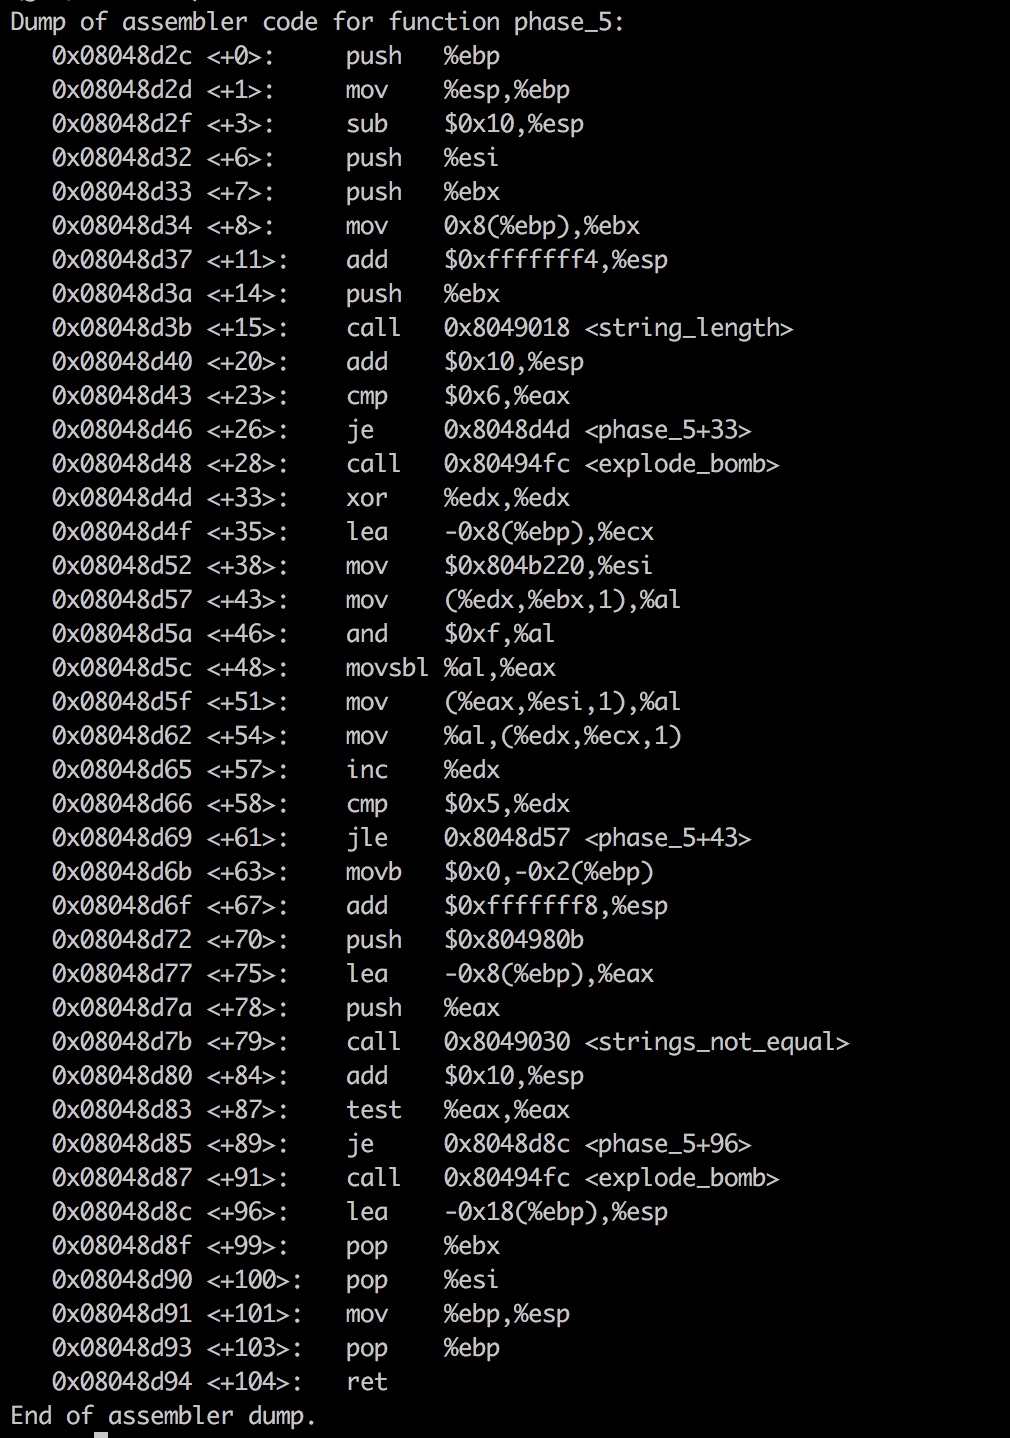 Dump of assembler code for function phase_5:
   0x08048d2c <+0>:     push   %ebp
   0x08048d2d <+1>:     mov    %esp,%ebp
   0x08048d2f <+3>:     sub    $0x10,%esp
   0x08048d32 <+6>:     push   %esi
   0x08048d33 <+7>:     push   %ebx
   0x08048d34 <+8>:     mov    0x8(%ebp),%ebx
   0x08048d37 <+11>:    add    $0xfffffff4,%esp
   0x08048d3a <+14>:    push   %ebx
   0x08048d3b <+15>:    call   0x8049018 <string_length>
   0x08048d40 <+20>:    add    $0x10,%esp
   0x08048d43 <+23>:    cmp    $0x6,%eax
   0x08048d46 <+26>:    je     0x8048d4d <phase_5+33>
   0x08048d48 <+28>:    call   0x80494fc <explode_bomb>
   0x08048d4d <+33>:    xor    %edx,%edx
   0x08048d4f <+35>:    lea    -0x8(%ebp),%ecx
   0x08048d52 <+38>:    mov    $0x804b220,%esi
   0x08048d57 <+43>:    mov    (%edx,%ebx,1),%al
   0x08048d5a <+46>:    and    $0xf,%al
   0x08048d5c <+48>:    movsbl %al,%eax
   0x08048d5f <+51>:    mov    (%eax,%esi,1),%al
   0x08048d62 <+54>:    mov    %al,(%edx,%ecx,1)
   0x08048d65 <+57>:    inc    %edx
   0x08048d66 <+58>:    cmp    $0x5,%edx
   0x08048d69 <+61>:    jle    0x8048d57 <phase_5+43>
   0x08048d6b <+63>:    movb   $0x0,-0x2(%ebp)
   0x08048d6f <+67>:    add    $0xfffffff8,%esp
   0x08048d72 <+70>:    push   $0x804980b
   0x08048d77 <+75>:    lea    -0x8(%ebp),%eax
   0x08048d7a <+78>:    push   %eax
   0x08048d7b <+79>:    call   0x8049030 <strings_not_equal>
   0x08048d80 <+84>:    add    $0x10,%esp
   0x08048d83 <+87>:    test   %eax,%eax
   0x08048d85 <+89>:    je     0x8048d8c <phase_5+96>
   0x08048d87 <+91>:    call   0x80494fc <explode_bomb>
   0x08048d8c <+96>:    lea    -0x18(%ebp),%esp
   0x08048d8f <+99>:    pop    %ebx
   0x08048d90 <+100>:   pop    %esi
   0x08048d91 <+101>:   mov    %ebp,%esp
   0x08048d93 <+103>:   pop    %ebp
   0x08048d94 <+104>:   ret
End of assembler dump.